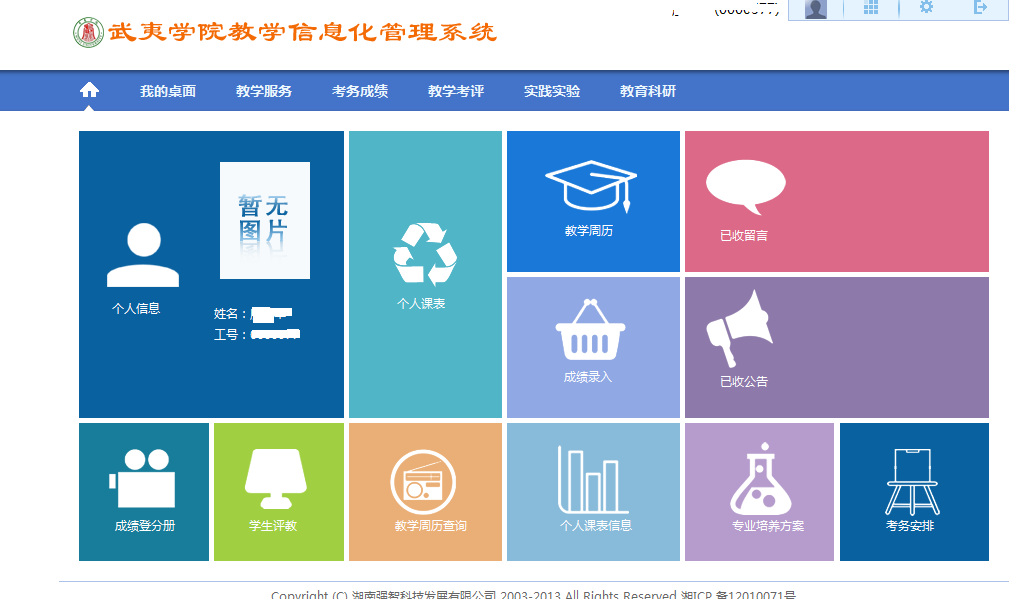 武夷学院教学信息化管理系统
我的桌面 教学服务 考务成绩 教学考评 实践实验 教育科研
暂无
图片
个人信息
姓名：
工号：
个人课表
教学周历
已收留言
成绩录入
已收公告
成绩登分册
学生评教
教学周历查询
个人课表信息
专业培养方案
考务安排
Copyright (C) 湖南强智科技发展有限公司 2003-2013 All Rights Reserved 湘ICP 备12010071号